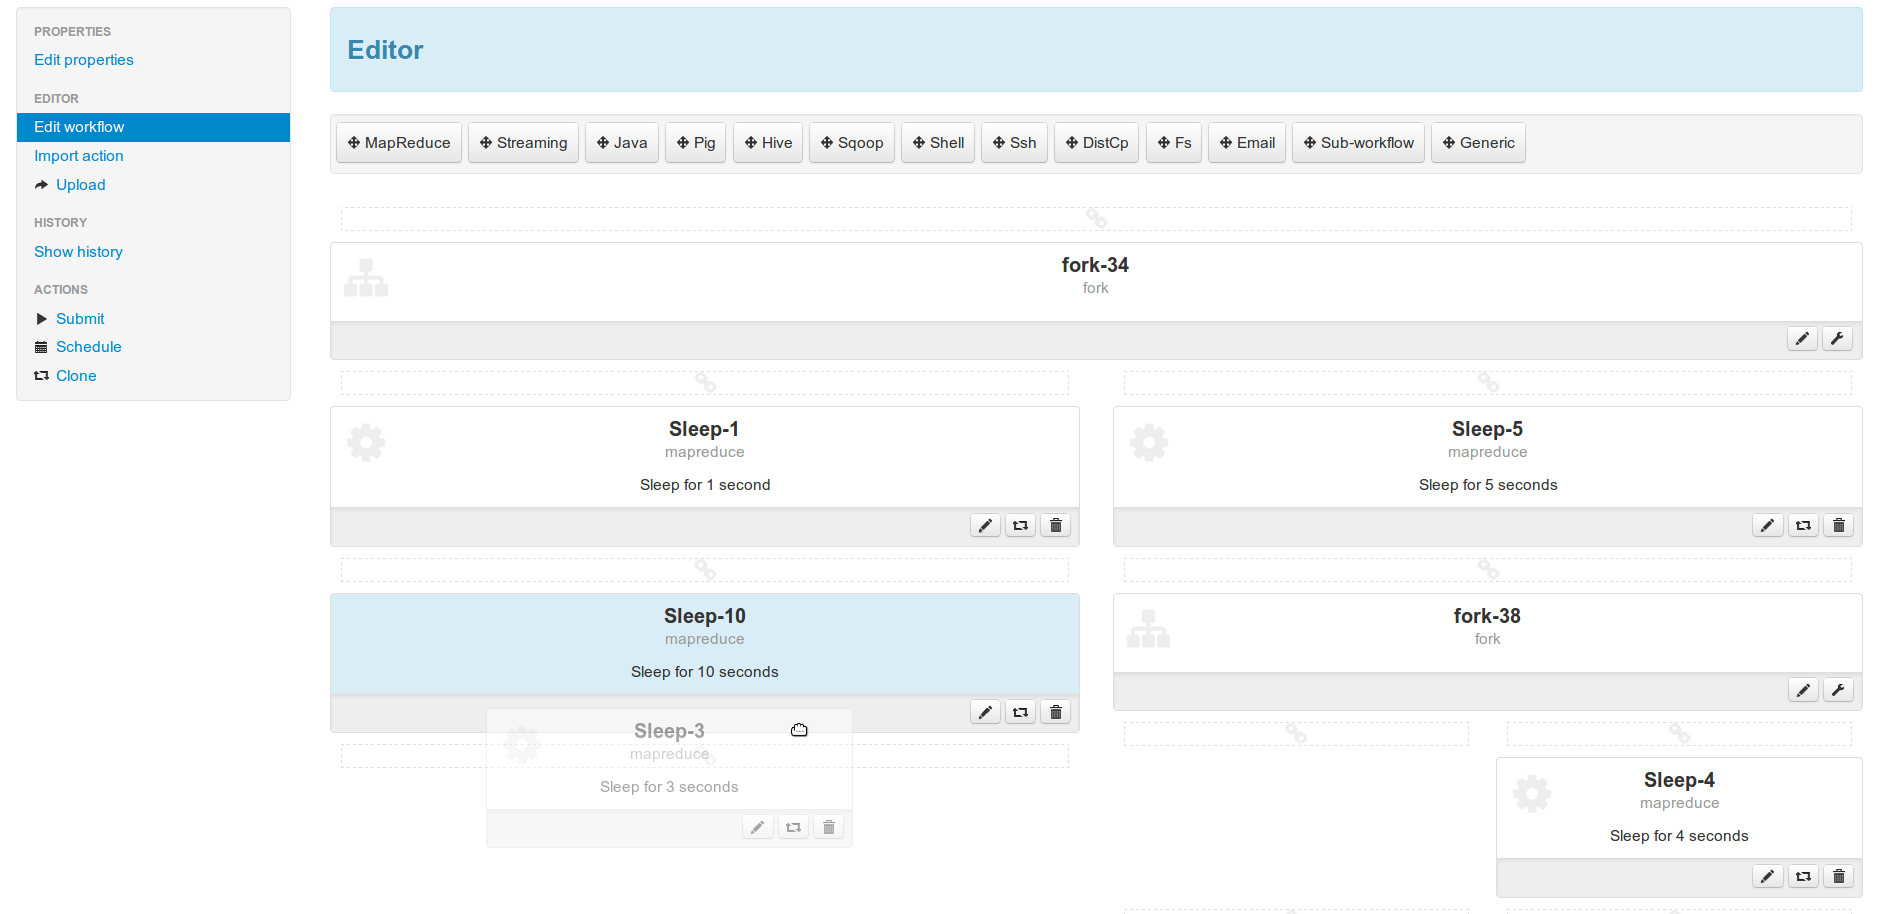 PROPERTIES
Edit properties
EDITOR
Edit workflow
Import action
Upload
HISTORY
Show history
ACTIONS
Submit
Schedule
Clone
Editor
MapReduce Streaming Java Pig Hive Sqoop Shell Ssh DistCp Fs Email Sub-workflow Generic
fork-34
fork
Sleep-1
mapreduce
Sleep for 1 second
Sleep-5
mapreduce
Sleep for 5 seconds
Sleep-10
mapreduce
Sleep for 10 seconds
fork-38
fork
Sleep-3
mapreduce
Sleep for 3 seconds
Sleep-4
mapreduce
Sleep for 4 seconds